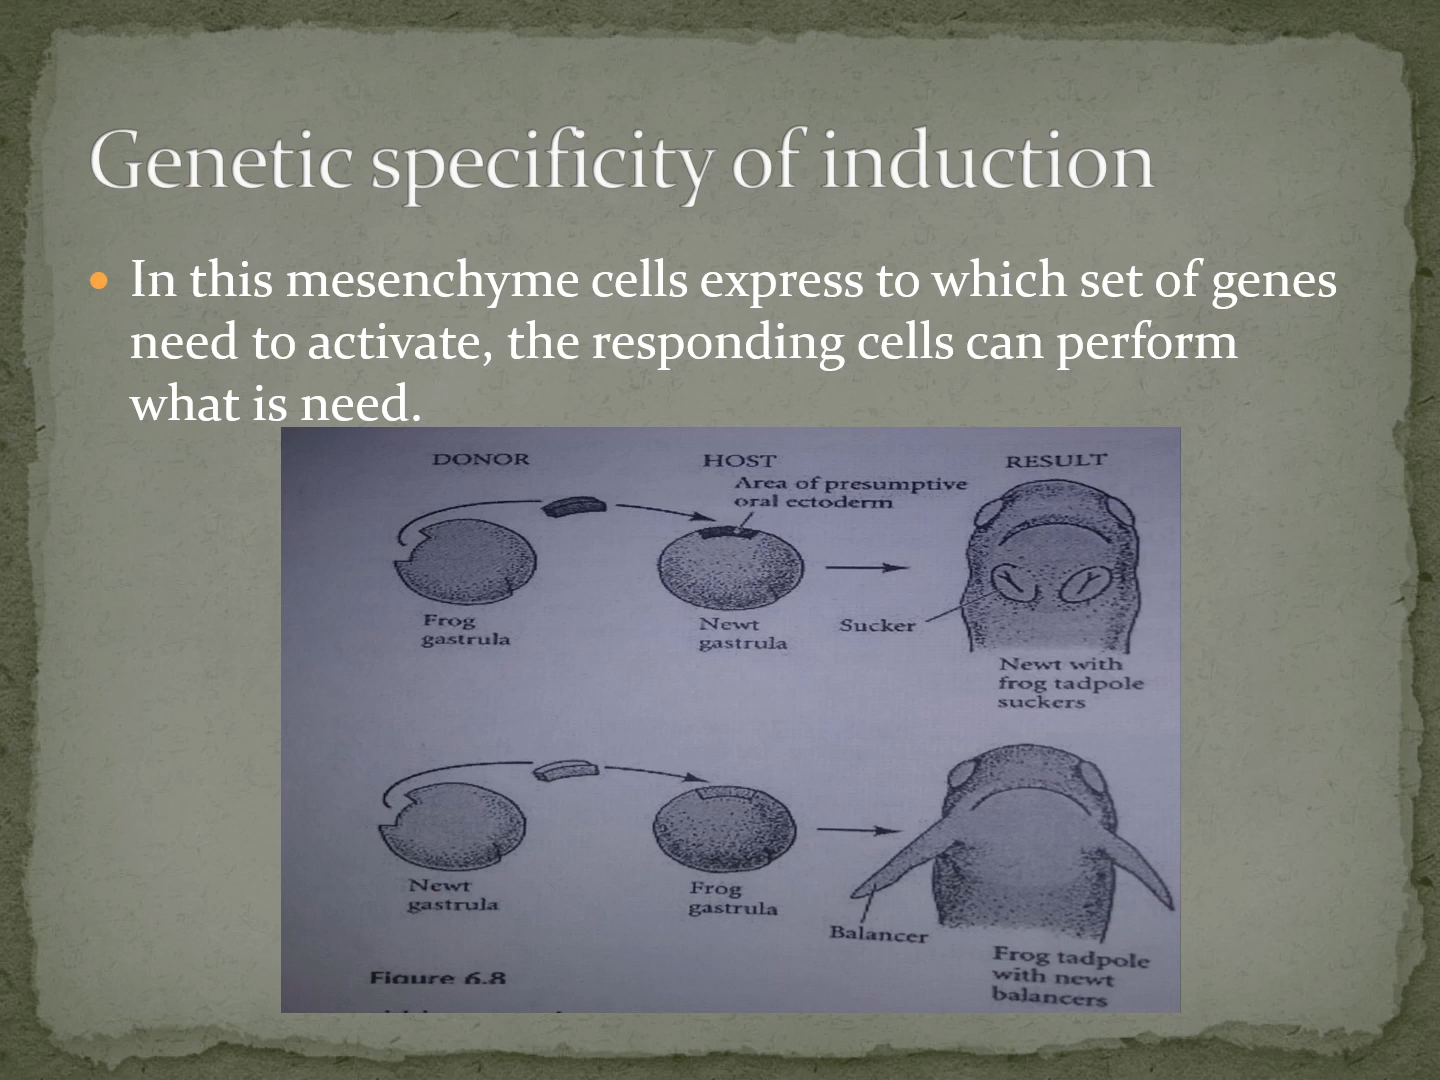 Genetic specificity of induction
In this mesenchyme cells express to which set of genes
need to activate, the responding cells can perform
what is need.
DONOR
HOST
RESULT
Area of presumptive
oral ectoderm
Frog
gastrula
Newt
gastrula
Sucker
Newt with
frog tadpole
suckers
Newt
gastrula
Frog
gastrula
Balancer
Frog tadpole
with newt
balancers
Figure 6.8